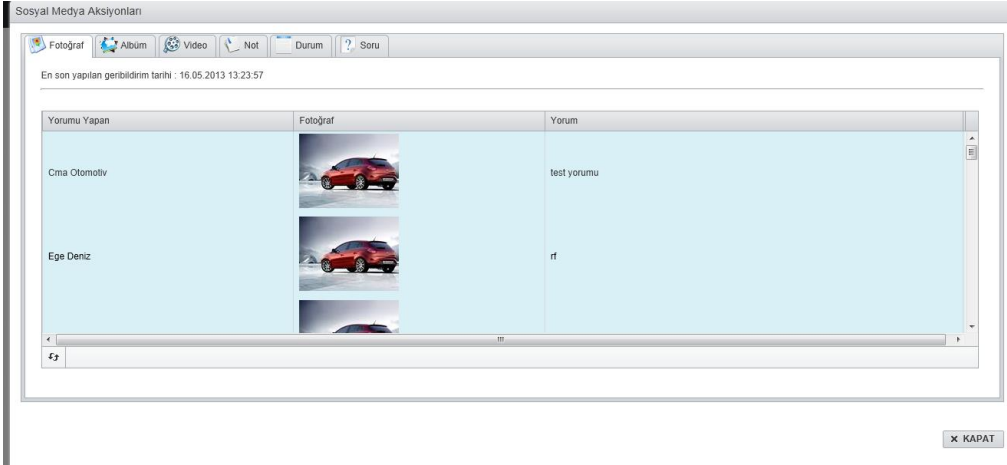 Sosyal Medya Aksiyonları
Fotoğraf Albüm Video Not Durum Soru
En son yapılan geribildirim tarihi : 16.05.2013 13:23:57
Yorumu Yapan Fotoğraf Yorum
Cma Otomotiv test yorumu
Ege Deniz rf
KAPAT